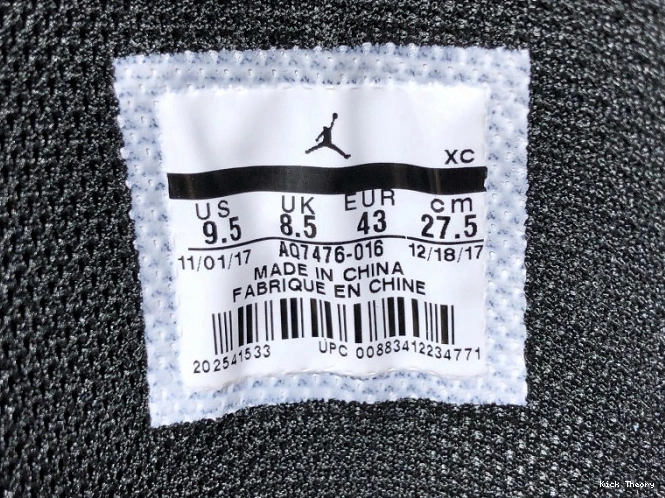 XC
US UK EUR cm
9.5 8.5 43 27.5
11/01/17 AQ7476-016 12/18/17
MADE IN CHINA
FABRIQUE EN CHINE
202541533 UPC 00883412234771
Kick Theory